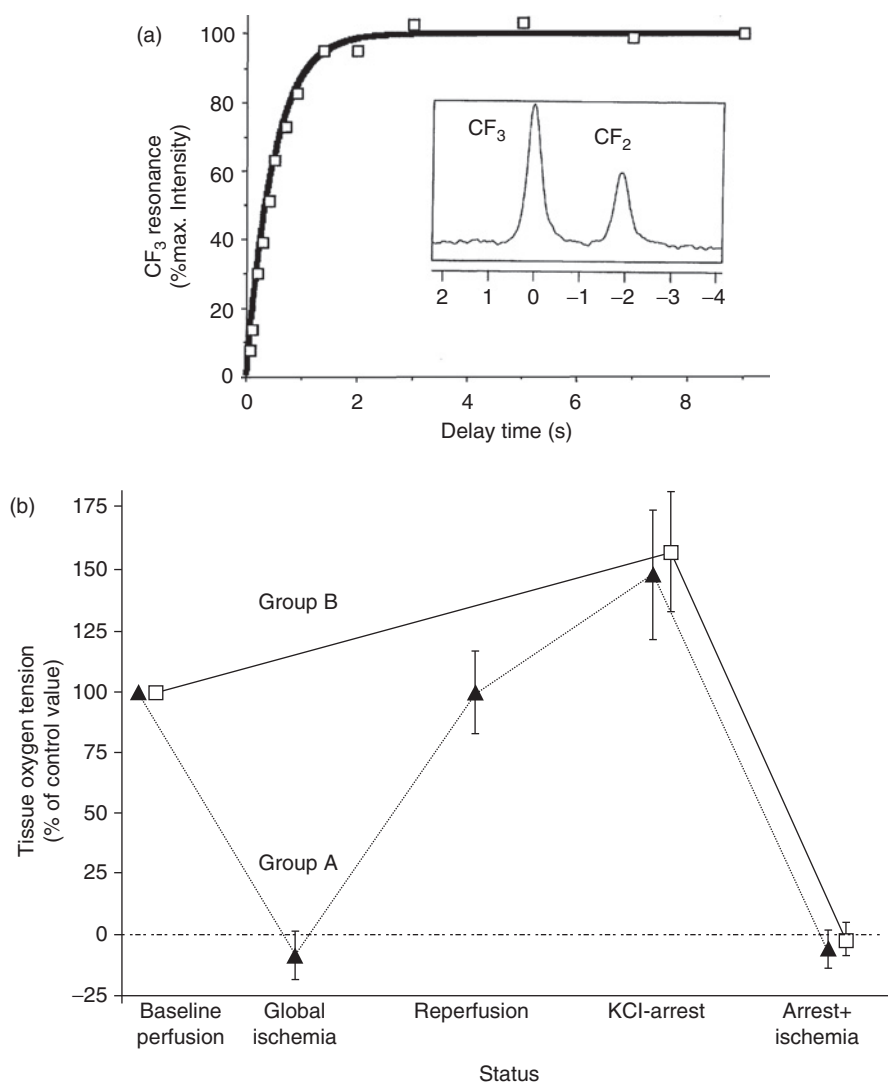 (a)
100
80
60
40
20
0
CF3 resonance
(%max. Intensity)
CF3
CF2
2 1 0 −1 −2 −3 −4
0 2 4 6 8
Delay time (s)
(b)
175
150
125
100
75
50
25
0
−25
Tissue oxygen tension
(% of control value)
Group B
Group A
Baseline
perfusion
Global
ischemia
Reperfusion
KCl-arrest
Arrest+
ischemia
Status